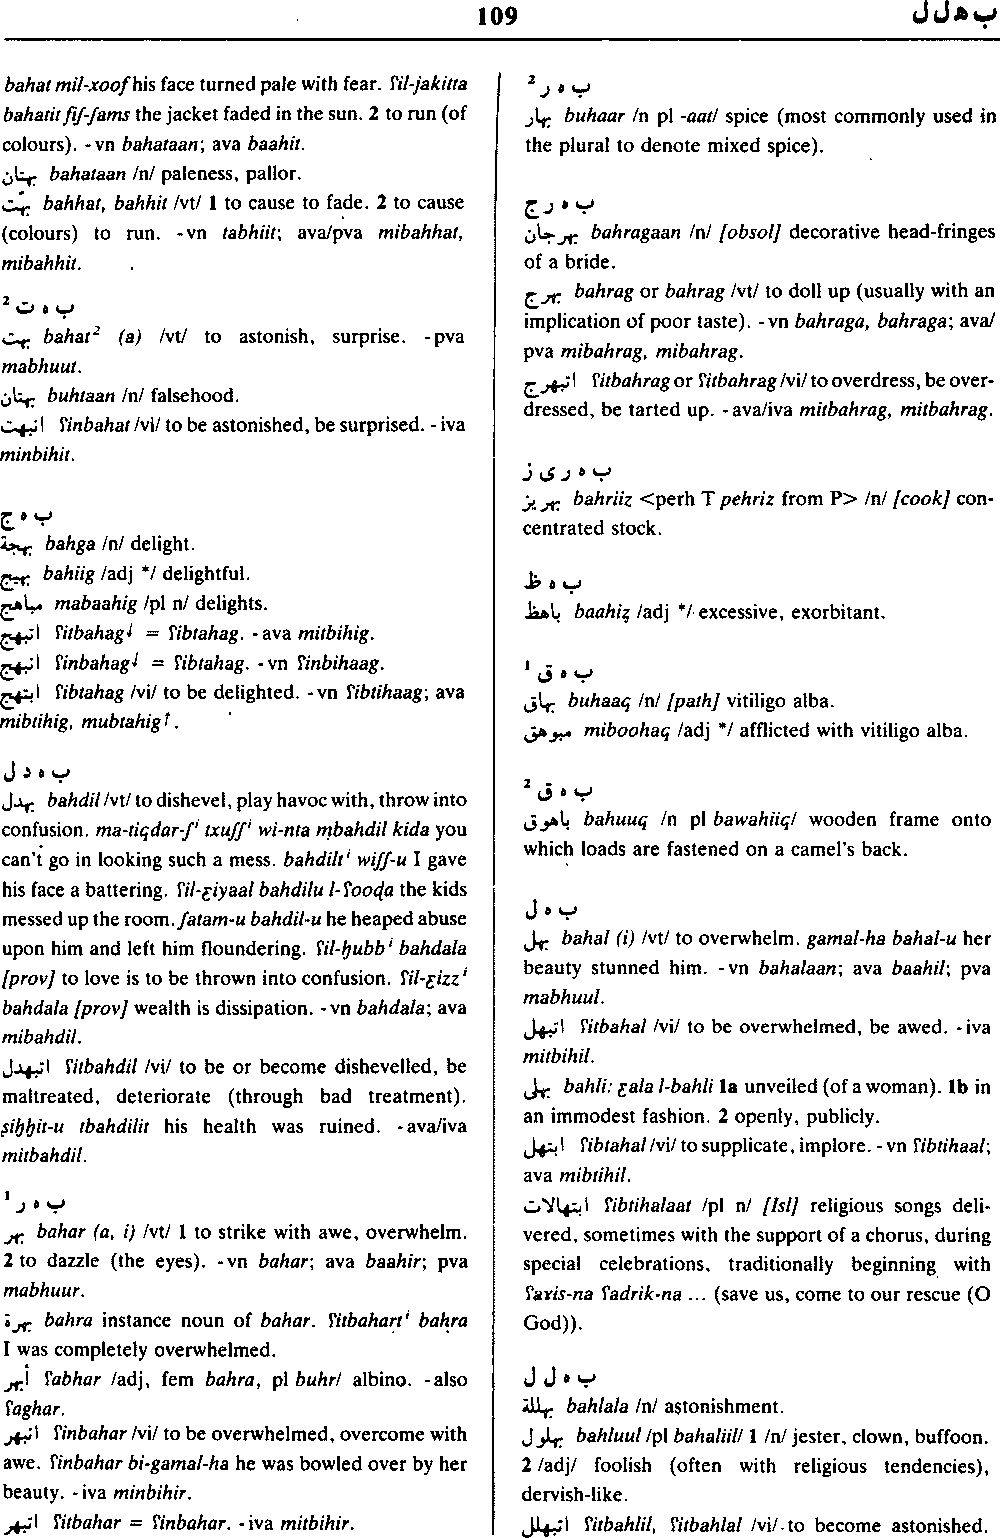 109
ب ه ل ل
bahat mil-xoof his face turned pale with fear. ʕil-jakitta
bahatit fiʃ-ʃams the jacket faded in the sun. 2 to run (of
colours). -vn bahataan; ava baahit.
بهتان bahataan /n/ paleness, pallor.
بهّت bahhat, bahhit /vt/ 1 to cause to fade. 2 to cause
(colours) to run. -vn tabhiit; ava/pva mibahhat,
mibahhit.
ب ه ت ²
بهت bahat² (a) /vt/ to astonish, surprise. -pva
mabhuut.
بهتان buhtaan /n/ falsehood.
انبهت ʕinbahat /vi/ to be astonished, be surprised. -iva
minbihit.
ب ه ج
بهجة bahga /n/ delight.
بهيج bahiig /adj */ delightful.
مباهج mabaahig /pl n/ delights.
اتبهج ʕitbahag↓ = ʕibtahag. -ava mitbihig.
انبهج ʕinbahag↓ = ʕibtahag. -vn ʕinbihaag.
ابتهج ʕibtahag /vi/ to be delighted. -vn ʕibtihaag; ava
mibtihig, mubtahig↑.
ب ه د ل
بهدل bahdil /vt/ to dishevel, play havoc with, throw into
confusion. ma-tiqdar-ʃⁱ txuʃʃⁱ wi-nta mbahdil kida you
can't go in looking such a mess. bahdiltⁱ wiʃʃ-u I gave
his face a battering. ʕil-ɛiyaal bahdilu l-ʕooḍa the kids
messed up the room. ʃatam-u bahdil-u he heaped abuse
upon him and left him floundering. ʕil-ḥubbⁱ bahdala
[prov] to love is to be thrown into confusion. ʕil-ɛizzⁱ
bahdala [prov] wealth is dissipation. -vn bahdala; ava
mibahdil.
اتبهدل ʕitbahdil /vi/ to be or become dishevelled, be
maltreated, deteriorate (through bad treatment).
ṣiḥḥit-u tbahdilit his health was ruined. -ava/iva
mitbahdil.
ب ه ر ¹
بهر bahar (a, i) /vt/ 1 to strike with awe, overwhelm.
2 to dazzle (the eyes). -vn bahar; ava baahir; pva
mabhuur.
بهرة bahra instance noun of bahar. ʕitbahartⁱ bahra
I was completely overwhelmed.
أبهر ʕabhar /adj, fem bahra, pl buhr/ albino. -also
ʕaghar.
انبهر ʕinbahar /vi/ to be overwhelmed, overcome with
awe. ʕinbahar bi-gamal-ha he was bowled over by her
beauty. -iva minbihir.
اتبهر ʕitbahar = ʕinbahar. -iva mitbihir.
ب ه ر ²
بهار buhaar /n pl -aat/ spice (most commonly used in
the plural to denote mixed spice).
ب ه ر ج
بهرجان bahragaan /n/ [obsol] decorative head-fringes
of a bride.
بهرج bahrag or bahrag /vt/ to doll up (usually with an
implication of poor taste). -vn bahraga, bahraga; ava/
pva mibahrag, mibahrag.
اتبهرج ʕitbahrag or ʕitbahrag /vi/ to overdress, be over-
dressed, be tarted up. -ava/iva mitbahrag, mitbahrag.
ب ه ر ي ز
بهريز bahriiz <perh T pehriz from P> /n/ [cook] con-
centrated stock.
ب ه ظ
باهظ baahiẓ /adj */ excessive, exorbitant.
ب ه ق ¹
بهاق buhaaq /n/ [path] vitiligo alba.
مبوهق miboohaq /adj */ afflicted with vitiligo alba.
ب ه ق ²
باهوق bahuuq /n pl bawahiiq/ wooden frame onto
which loads are fastened on a camel's back.
ب ه ل
بهل bahal (i) /vt/ to overwhelm. gamal-ha bahal-u her
beauty stunned him. -vn bahalaan; ava baahil; pva
mabhuul.
اتبهل ʕitbahal /vi/ to be overwhelmed, be awed. -iva
mitbihil.
بهل bahli: ɛala l-bahli 1a unveiled (of a woman). 1b in
an immodest fashion. 2 openly, publicly.
ابتهل ʕibtahal /vi/ to supplicate, implore. -vn ʕibtihaal;
ava mibtihil.
ابتهالات ʕibtihalaat /pl n/ [Isl] religious songs deli-
vered, sometimes with the support of a chorus, during
special celebrations, traditionally beginning with
ʕaɣis-na ʕadrik-na ... (save us, come to our rescue (O
God)).
ب ه ل ل
بهللة bahlala /n/ astonishment.
بهلول bahluul /pl bahaliil/ 1 /n/ jester, clown, buffoon.
2 /adj/ foolish (often with religious tendencies),
dervish-like.
اتبهلل ʕitbahlil, ʕitbahlal /vi/ to become astonished.